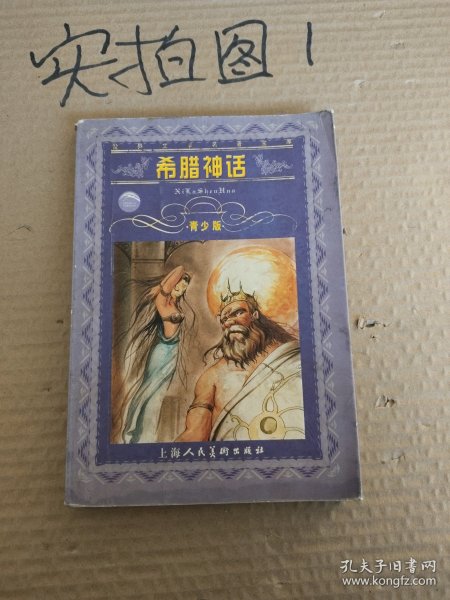 实拍图1
希腊神话
XiLaShenHua
·青少版·
上海人民美術出版社
孔夫子旧书网
www.kongfz.com